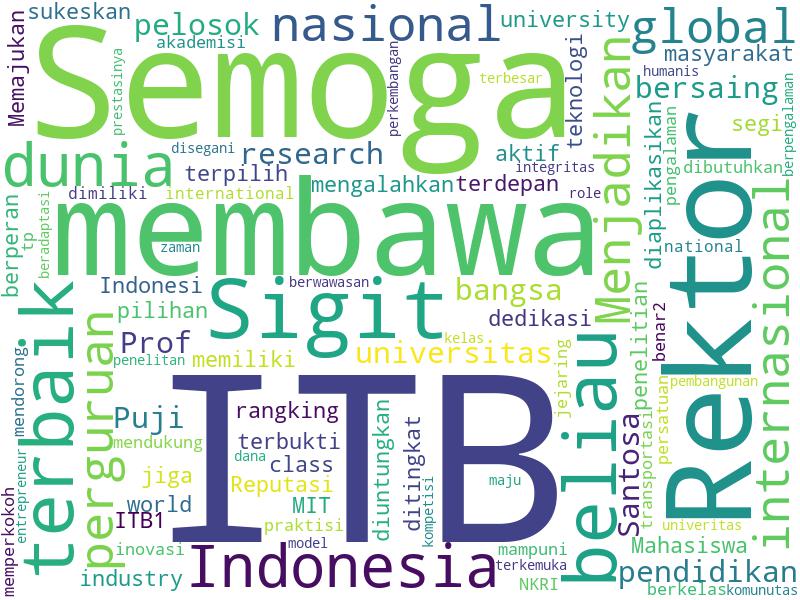 sukeskan
pelosok
nasional
university
global
Memajukan
akademisi
Semoga
prestasinya
perkembangan
terbesar
teknologi
masyarakat
humanis
bersaing
berpengalaman
dunia
disegani
research
aktif
Menjadikan
diaplikasikan
pengalaman
segi
Rektor
dibutuhkan
terpilih
integritas
dimiliki
international
mengalahkan
terdepan
role
berperan
tp
beradaptasi
membawa
zaman
national
internasional
Indonesi
berwawasan
Sigit
bangsa
pilihan
dedikasi
terbaik
perguruan
Prof
kelas
penelitian
benar2
penelitan
memiliki
universitas
jejaring
beliau
pembangunan
persatuan
mendorong
ITB
Puji
rangking
diuntungkan
ditingkat
Santosa
transportasi
mendukung
terbukti
dana
class
entrepreneur
jiga
Reputasi
maju
kompetisi
world
MIT
memperkokoh
ITB1
praktisi
univeritas
inovasi
model
mampuni
Mahasiswa
industry
Indonesia
terkemuka
NKRI
pendidikan
berkelas
komunutas